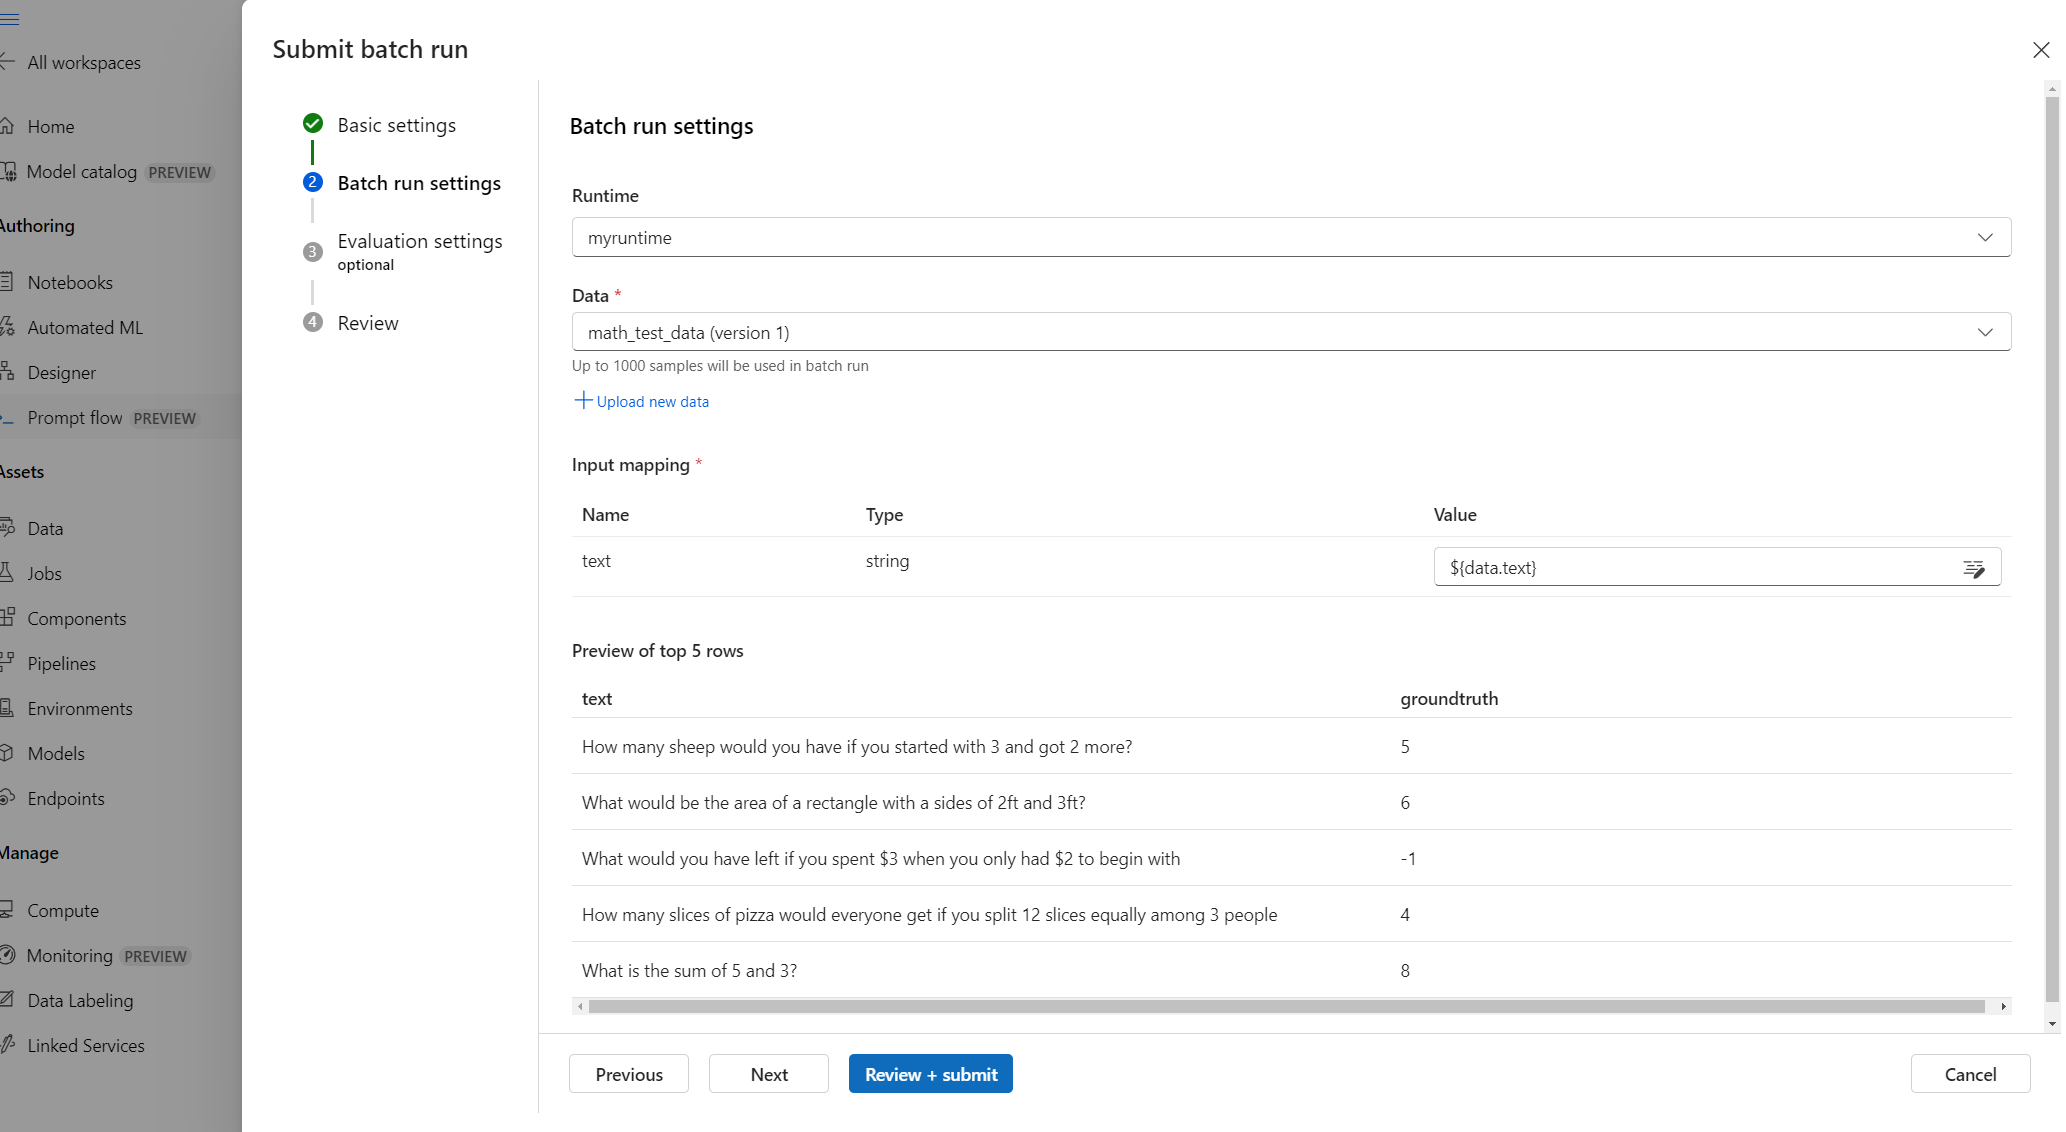 Submit batch run
All workspaces
Home
Model catalog PREVIEW
Authoring
Notebooks
Automated ML
Designer
Prompt flow PREVIEW
Assets
Data
Jobs
Components
Pipelines
Environments
Models
Endpoints
Manage
Compute
Monitoring PREVIEW
Data Labeling
Linked Services
Basic settings
2 Batch run settings
3 Evaluation settings
optional
4 Review
Batch run settings
Runtime
myruntime
Data *
math_test_data (version 1)
Up to 1000 samples will be used in batch run
Upload new data
Input mapping *
Name Type Value
text string ${data.text}
Preview of top 5 rows
text groundtruth
How many sheep would you have if you started with 3 and got 2 more? 5
What would be the area of a rectangle with a sides of 2ft and 3ft? 6
What would you have left if you spent $3 when you only had $2 to begin with -1
How many slices of pizza would everyone get if you split 12 slices equally among 3 people 4
What is the sum of 5 and 3? 8
Previous Next Review + submit Cancel